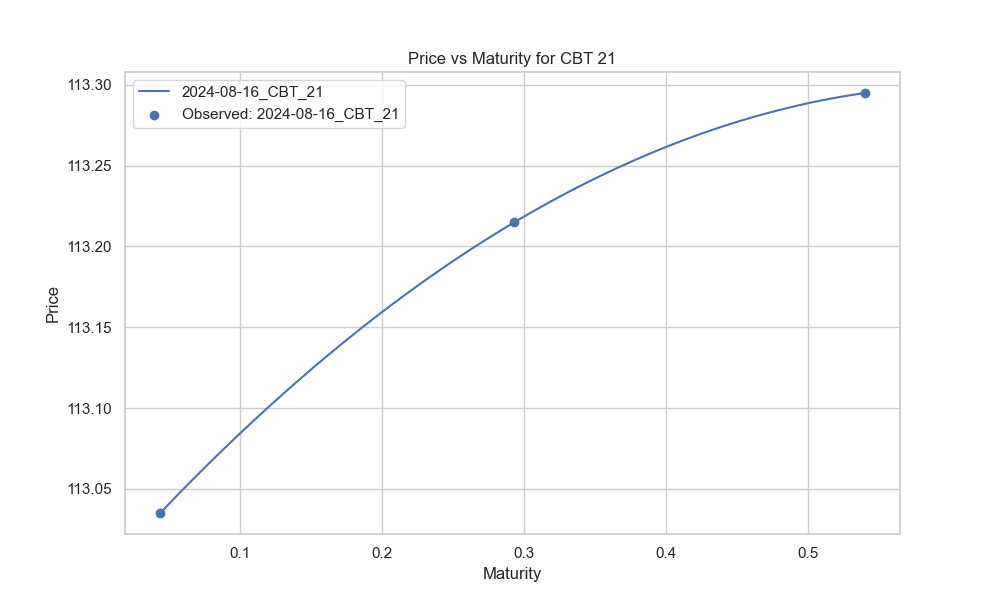 Price vs Maturity for CBT 21
2024-08-16_CBT_21
Observed: 2024-08-16_CBT_21
113.30
113.25
113.20
113.15
113.10
113.05
Price
0.1 0.2 0.3 0.4 0.5
Maturity